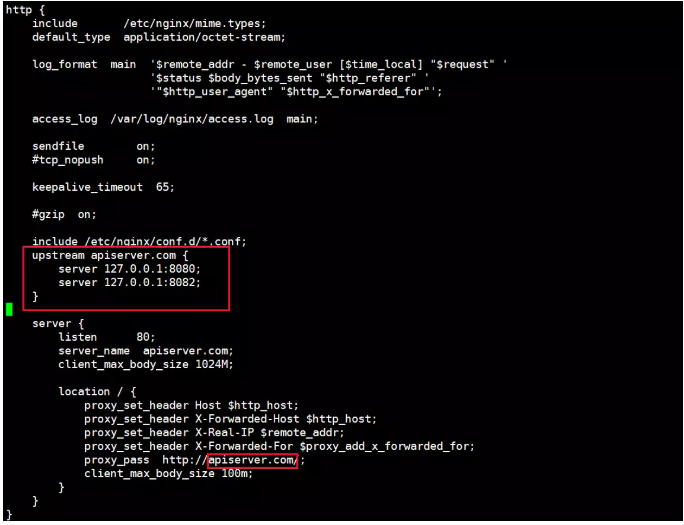 http {
    include       /etc/nginx/mime.types;
    default_type  application/octet-stream;

    log_format  main  '$remote_addr - $remote_user [$time_local] "$request" '
                      '$status $body_bytes_sent "$http_referer" '
                      '"$http_user_agent" "$http_x_forwarded_for"';

    access_log  /var/log/nginx/access.log  main;

    sendfile        on;
    #tcp_nopush     on;

    keepalive_timeout  65;

    #gzip  on;

    include /etc/nginx/conf.d/*.conf;
    upstream apiserver.com {
        server 127.0.0.1:8080;
        server 127.0.0.1:8082;
    }

    server {
        listen      80;
        server_name  apiserver.com;
        client_max_body_size 1024M;

        location / {
            proxy_set_header Host $http_host;
            proxy_set_header X-Forwarded-Host $http_host;
            proxy_set_header X-Real-IP $remote_addr;
            proxy_set_header X-Forwarded-For $proxy_add_x_forwarded_for;
            proxy_pass  http://apiserver.com/;
            client_max_body_size 100m;
        }
    }
}